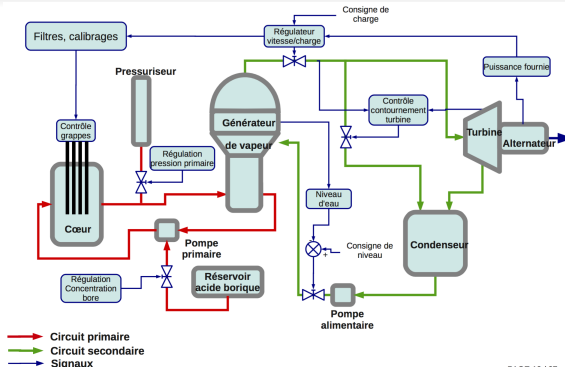 Consigne de
charge
Filtres, calibrages
Régulateur
vitesse/charge
Pressuriseur
Puissance fournie
Contrôle
grappes
Générateur
de vapeur
Contrôle
contournement
turbine
Turbine
Alternateur
Régulation
pression primaire
Niveau
d'eau
Cœur
Pompe
primaire
Consigne de
niveau
+
Condenseur
Régulation
Concentration
bore
Réservoir
acide borique
Pompe
alimentaire
Circuit primaire
Circuit secondaire
Signaux